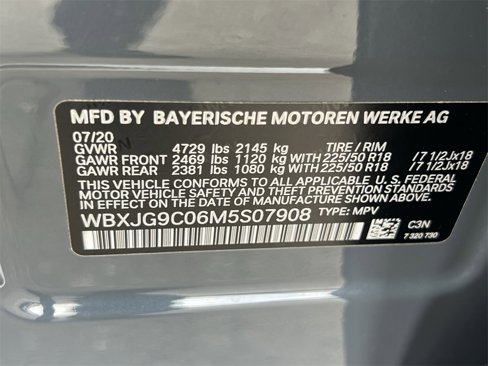 MFD BY BAYERISCHE MOTOREN WERKE AG
07/20
GVWR 4729 lbs 2145 kg TIRE / RIM
GAWR FRONT 2469 lbs 1120 kg WITH 225/50 R18 / 7 1/2Jx18
GAWR REAR 2381 lbs 1080 kg WITH 225/50 R18 / 7 1/2Jx18
THIS VEHICLE CONFORMS TO ALL APPLICABLE U.S. FEDERAL
MOTOR VEHICLE SAFETY, BUMPER AND THEFT PREVENTION
STANDARDS IN EFFECT ON THE DATE OF MANUFACTURE SHOWN ABOVE.
WBXJG9C06M5S07908 TYPE: MPV
C3N
7 320 730